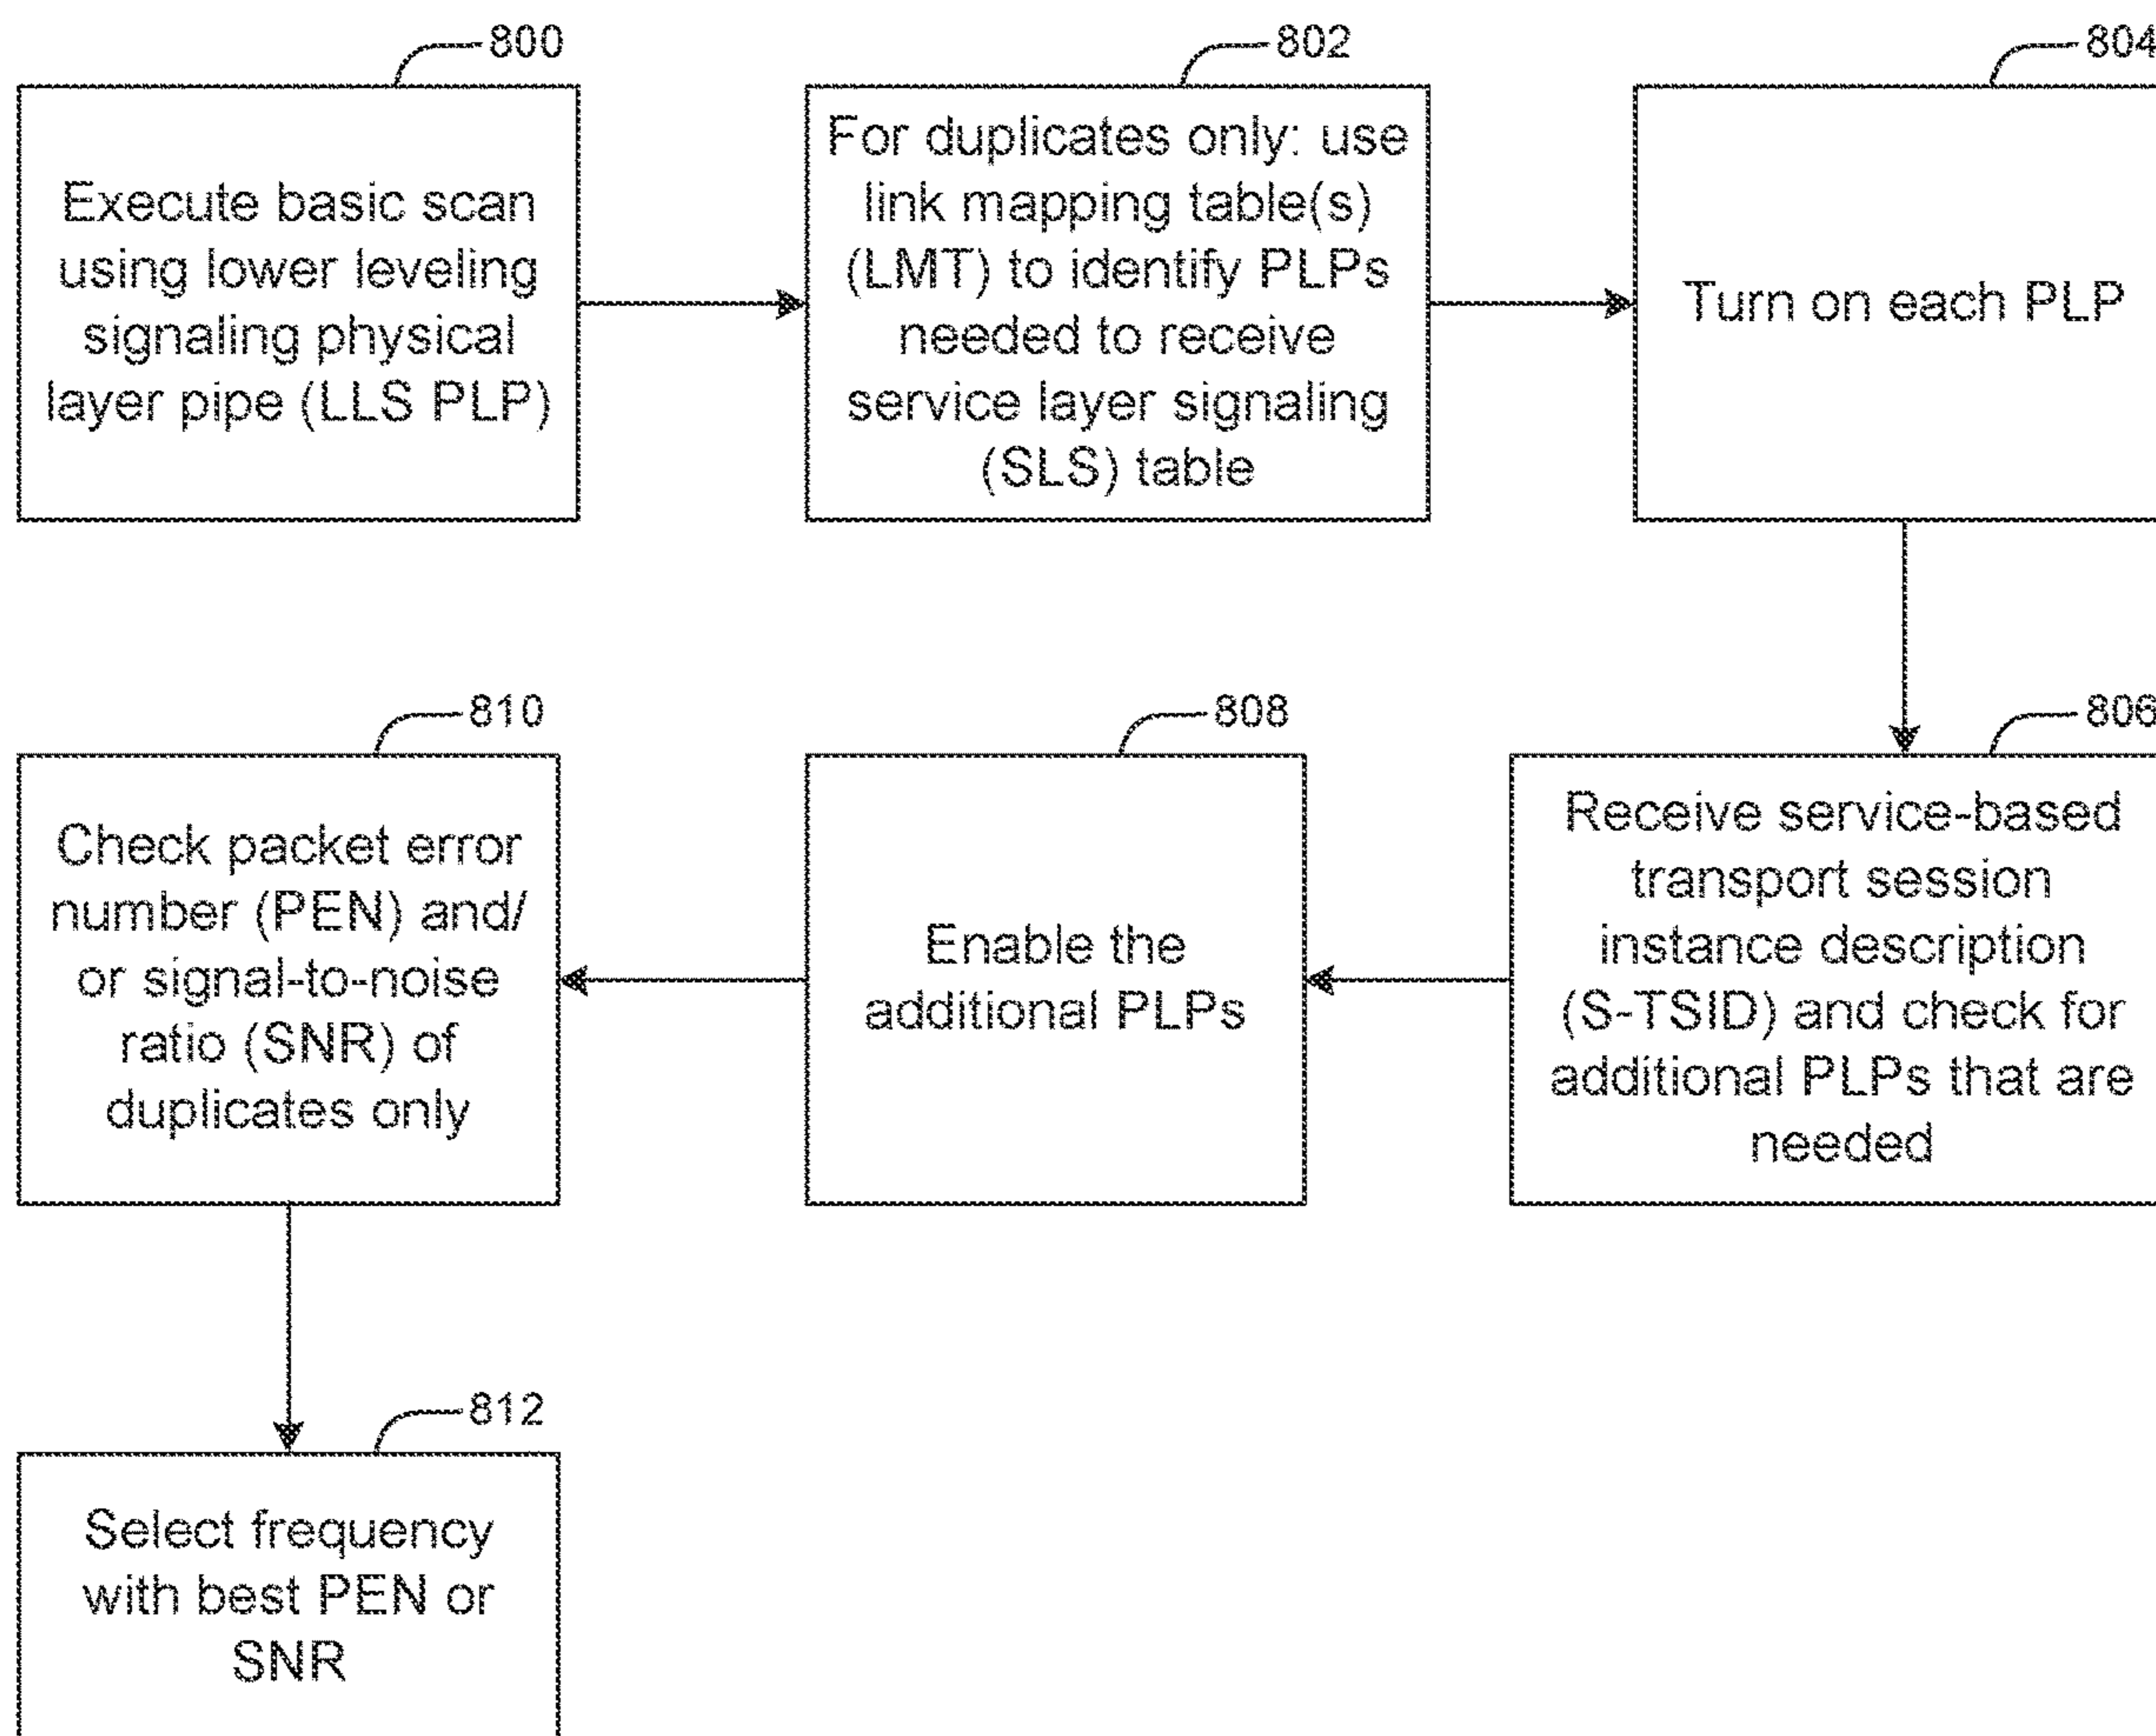 800
Execute basic scan
using lower leveling
signaling physical
layer pipe (LLS PLP)
802
For duplicates only: use
link mapping table(s)
(LMT) to identify PLPs
needed to receive
service layer signaling
(SLS) table
804
Turn on each PLP
806
Receive service-based
transport session
instance description
(S-TSID) and check for
additional PLPs that are
needed
808
Enable the
additional PLPs
810
Check packet error
number (PEN) and/
or signal-to-noise
ratio (SNR) of
duplicates only
812
Select frequency
with best PEN or
SNR